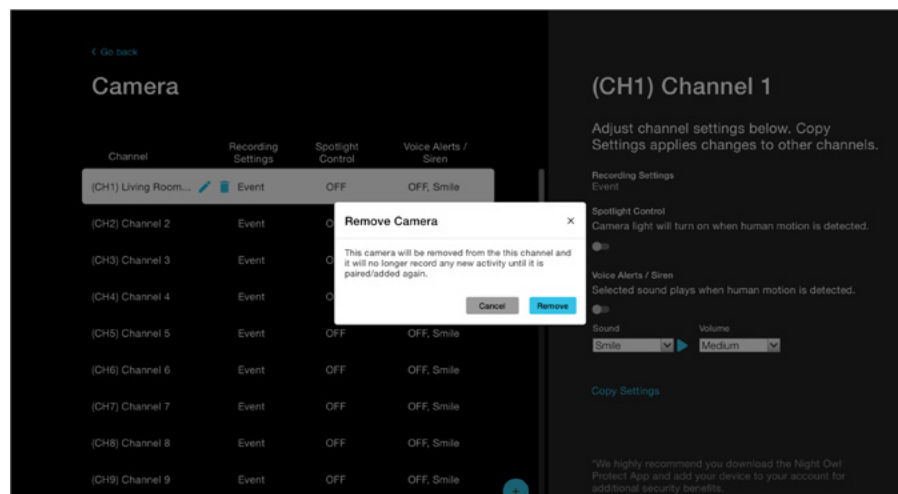 Go back
Camera
Channel
Recording
Settings
Spotlight
Control
Voice Alerts /
Siren
(CH1) Living Room... Event OFF OFF, Smile
(CH2) Channel 2 Event O
(CH3) Channel 3 Event O
(CH4) Channel 4 Event O
(CH5) Channel 5 Event OFF OFF, Smile
(CH6) Channel 6 Event OFF OFF, Smile
(CH7) Channel 7 Event OFF OFF, Smile
(CH8) Channel 8 Event OFF OFF, Smile
(CH9) Channel 9 Event OFF OFF, Smile
Remove Camera
This camera will be removed from the this channel and
it will no longer record any new activity until it is
paired/added again.
Cancel Remove
(CH1) Channel 1
Adjust channel settings below. Copy
Settings applies changes to other channels.
Recording Settings
Event
Spotlight Control
Camera light will turn on when human motion is detected.
Voice Alerts / Siren
Selected sound plays when human motion is detected.
Sound Volume
Smile Medium
Copy Settings
*We highly recommend you download the Night Owl
Protect App and add your device to your account for
additional security benefits.